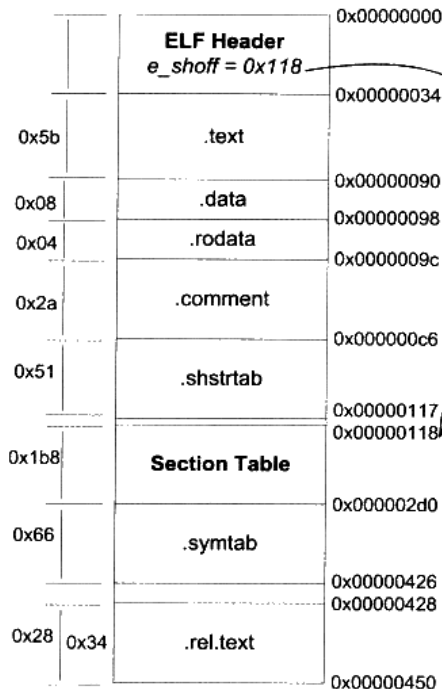 0x00000000
ELF Header
e_shoff = 0x118
0x00000034
0x5b
.text
0x00000090
0x08
.data
0x00000098
0x04
.rodata
0x0000009c
0x2a
.comment
0x000000c6
0x51
.shstrtab
0x00000117
0x00000118
0x1b8
Section Table
0x000002d0
0x66
.symtab
0x00000426
0x00000428
0x28
0x34
.rel.text
0x00000450